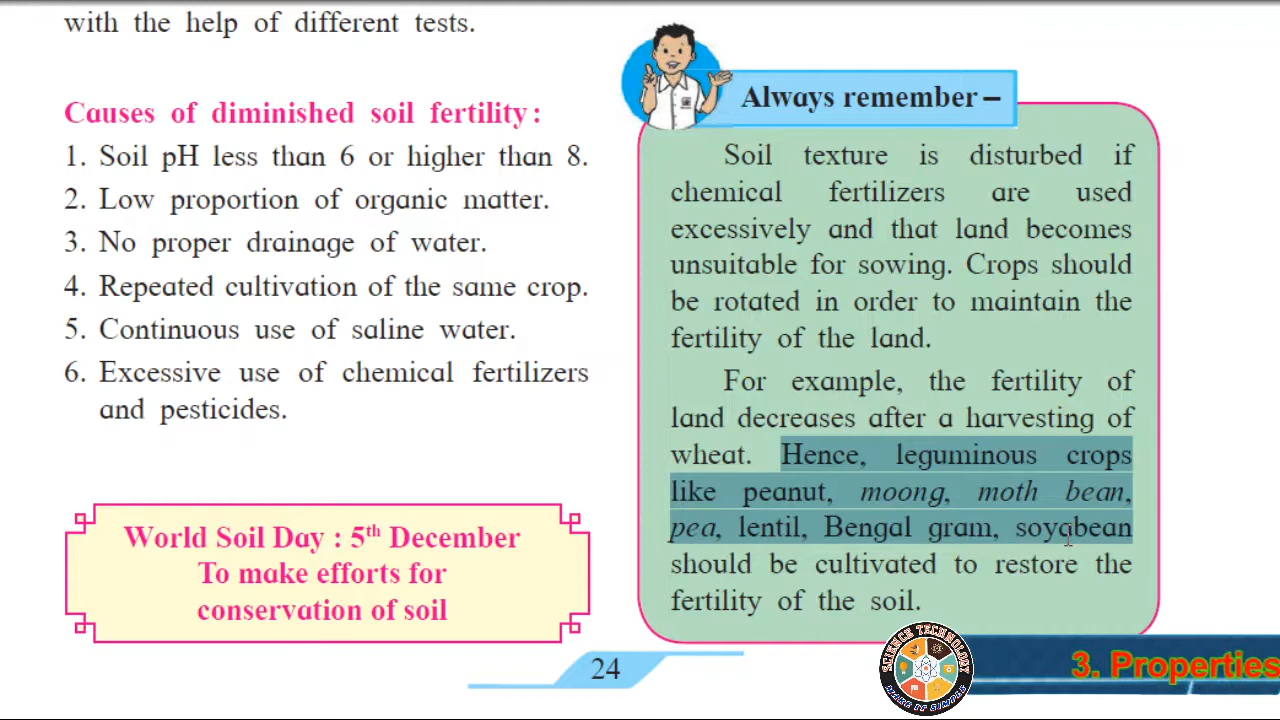 with the help of different tests.
Causes of diminished soil fertility:
1. Soil pH less than 6 or higher than 8.
2. Low proportion of organic matter.
3. No proper drainage of water.
4. Repeated cultivation of the same crop.
5. Continuous use of saline water.
6. Excessive use of chemical fertilizers
and pesticides.
World Soil Day : 5th December
To make efforts for
conservation of soil
Always remember –
Soil texture is disturbed if
chemical fertilizers are used
excessively and that land becomes
unsuitable for sowing. Crops should
be rotated in order to maintain the
fertility of the land.
For example, the fertility of
land decreases after a harvesting of
wheat. Hence, leguminous crops
like peanut, moong, moth bean,
pea, lentil, Bengal gram, soyabean
should be cultivated to restore the
fertility of the soil.
24
SCIENCE TECHNOLOGY
MADE IT SIMPLE
3. Properties